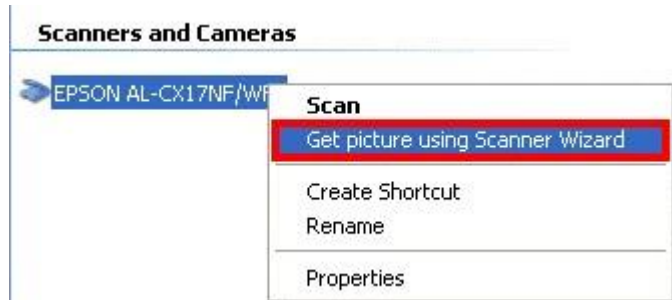 Scanners and Cameras
EPSON AL-CX17NF/WF
Scan
Get picture using Scanner Wizard
Create Shortcut
Rename
Properties